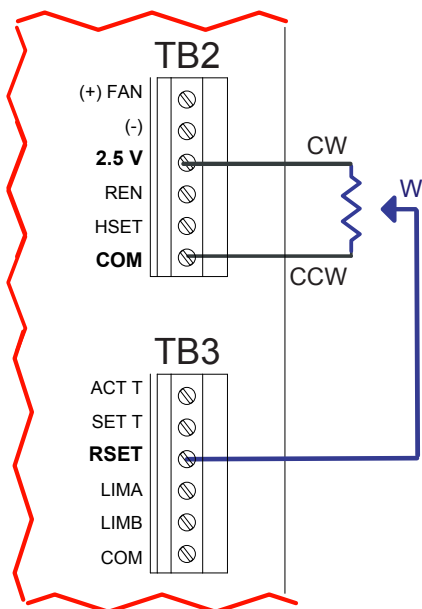 TB2
(+) FAN
(-)
2.5 V
REN
HSET
COM
CW
W
CCW
TB3
ACT T
SET T
RSET
LIMA
LIMB
COM